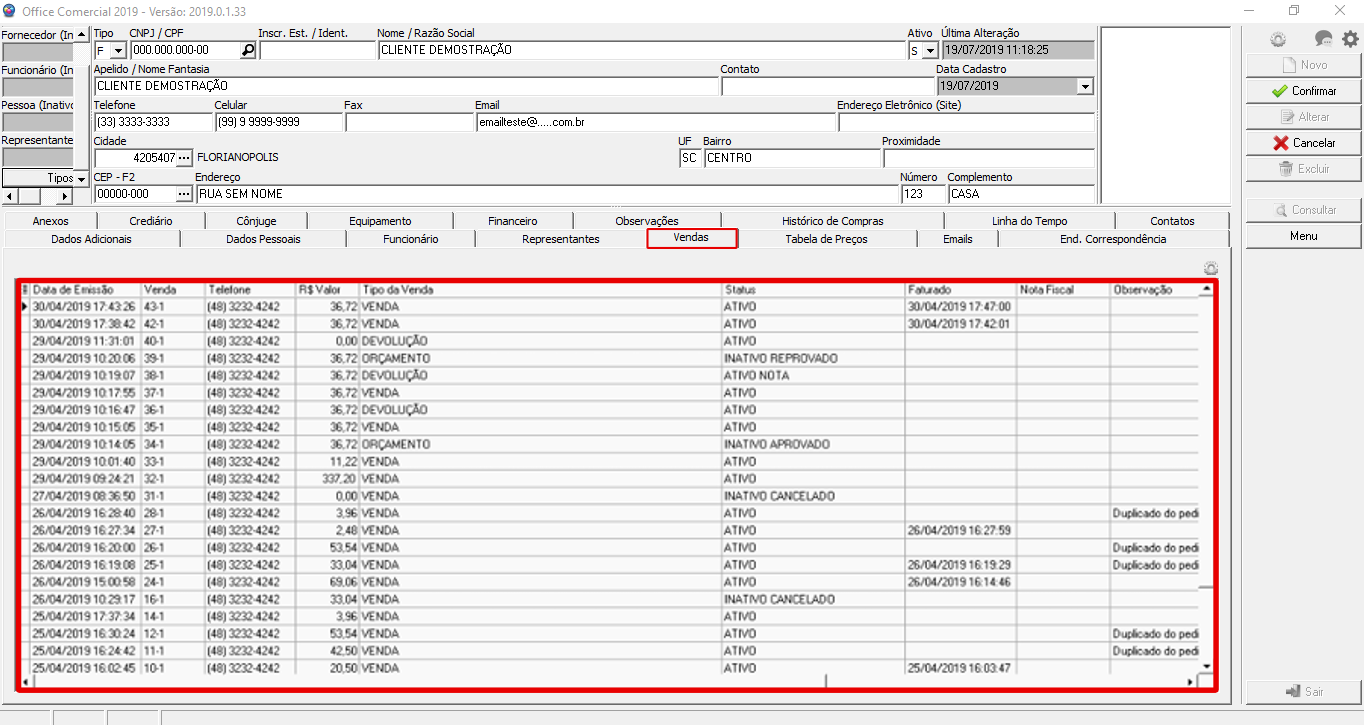 Office Comercial 2019 - Versão: 2019.0.1.33
Fornecedor (In
Funcionário (In
Pessoa (Inativo
Representante
Tipos
Tipo CNPJ / CPF Inscr. Est. / Ident. Nome / Razão Social Ativo Última Alteração
F 000.000.000-00 CLIENTE DEMOSTRAÇÃO S 19/07/2019 11:18:25
Apelido / Nome Fantasia Contato Data Cadastro
CLIENTE DEMOSTRAÇÃO 19/07/2019
Telefone Celular Fax Email Endereço Eletrônico (Site)
(33) 3333-3333 (99) 9 9999-9999 emailteste@.....com.br
Cidade UF Bairro Proximidade
4205407 FLORIANOPOLIS SC CENTRO
CEP - F2 Endereço Número Complemento
00000-000 RUA SEM NOME 123 CASA
Novo
Confirmar
Alterar
Cancelar
Excluir
Consultar
Menu
Anexos Crediário Cônjuge Equipamento Financeiro Observações Histórico de Compras Linha do Tempo Contatos
Dados Adicionais Dados Pessoais Funcionário Representantes Vendas Tabela de Preços Emails End. Correspondência
Data de Emissão Venda Telefone R$ Valor Tipo da Venda Status Faturado Nota Fiscal Observação
30/04/2019 17:43:26 43-1 (48) 3232-4242 36,72 VENDA ATIVO 30/04/2019 17:47:00
30/04/2019 17:38:42 42-1 (48) 3232-4242 36,72 VENDA ATIVO 30/04/2019 17:42:01
29/04/2019 11:31:01 40-1 (48) 3232-4242 0,00 DEVOLUÇÃO ATIVO
29/04/2019 10:20:06 39-1 (48) 3232-4242 36,72 ORÇAMENTO INATIVO REPROVADO
29/04/2019 10:19:07 38-1 (48) 3232-4242 36,72 DEVOLUÇÃO ATIVO NOTA
29/04/2019 10:17:55 37-1 (48) 3232-4242 36,72 VENDA ATIVO
29/04/2019 10:16:47 36-1 (48) 3232-4242 36,72 DEVOLUÇÃO ATIVO
29/04/2019 10:15:05 35-1 (48) 3232-4242 36,72 VENDA ATIVO
29/04/2019 10:14:05 34-1 (48) 3232-4242 36,72 ORÇAMENTO INATIVO APROVADO
29/04/2019 10:01:40 33-1 (48) 3232-4242 11,22 VENDA ATIVO
29/04/2019 09:24:21 32-1 (48) 3232-4242 337,20 VENDA ATIVO
27/04/2019 08:36:50 31-1 (48) 3232-4242 0,00 VENDA INATIVO CANCELADO
26/04/2019 16:28:40 28-1 (48) 3232-4242 3,96 VENDA ATIVO Duplicado do pedi
26/04/2019 16:27:34 27-1 (48) 3232-4242 2,48 VENDA ATIVO 26/04/2019 16:27:59
26/04/2019 16:20:00 26-1 (48) 3232-4242 53,54 VENDA ATIVO Duplicado do pedi
26/04/2019 16:19:08 25-1 (48) 3232-4242 33,04 VENDA ATIVO 26/04/2019 16:19:29 Duplicado do pedi
26/04/2019 15:00:58 24-1 (48) 3232-4242 69,06 VENDA ATIVO 26/04/2019 16:14:46
26/04/2019 10:29:17 16-1 (48) 3232-4242 33,04 VENDA INATIVO CANCELADO
25/04/2019 17:37:34 14-1 (48) 3232-4242 3,96 VENDA ATIVO
25/04/2019 16:30:24 12-1 (48) 3232-4242 53,54 VENDA ATIVO Duplicado do pedi
25/04/2019 16:24:42 11-1 (48) 3232-4242 42,50 VENDA ATIVO Duplicado do pedi
25/04/2019 16:02:45 10-1 (48) 3232-4242 20,50 VENDA ATIVO 25/04/2019 16:03:47
Sair